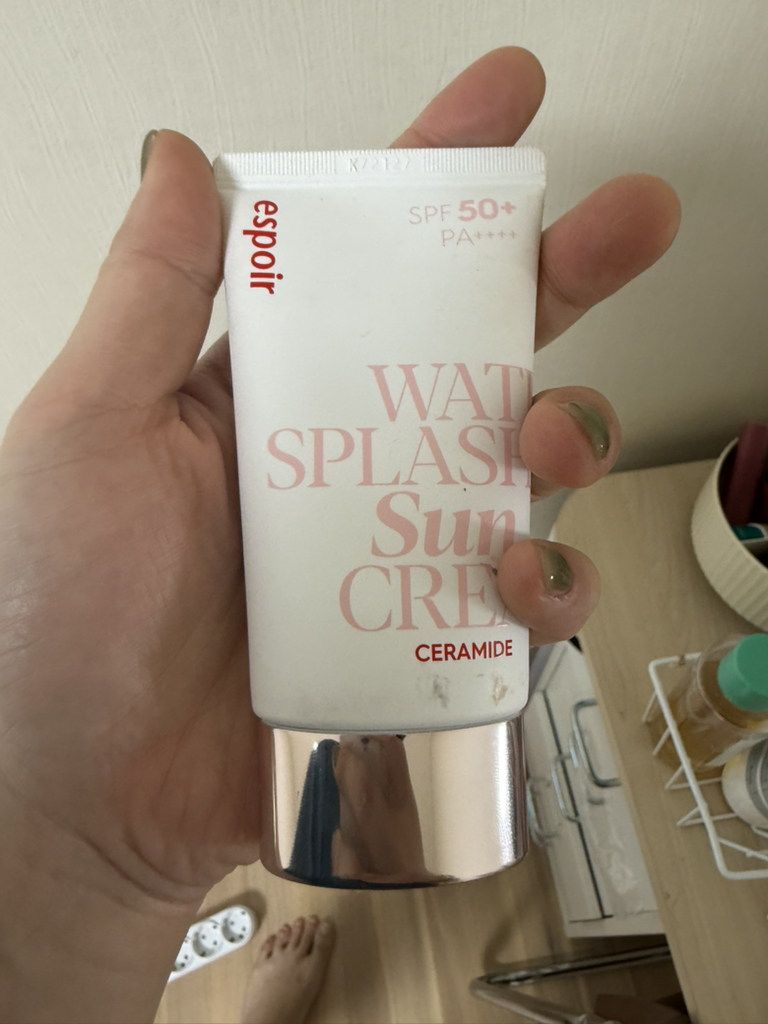 espoir
SPF 50+
PA++++
WAT
SPLASH
Sun
CRE
CERAMIDE